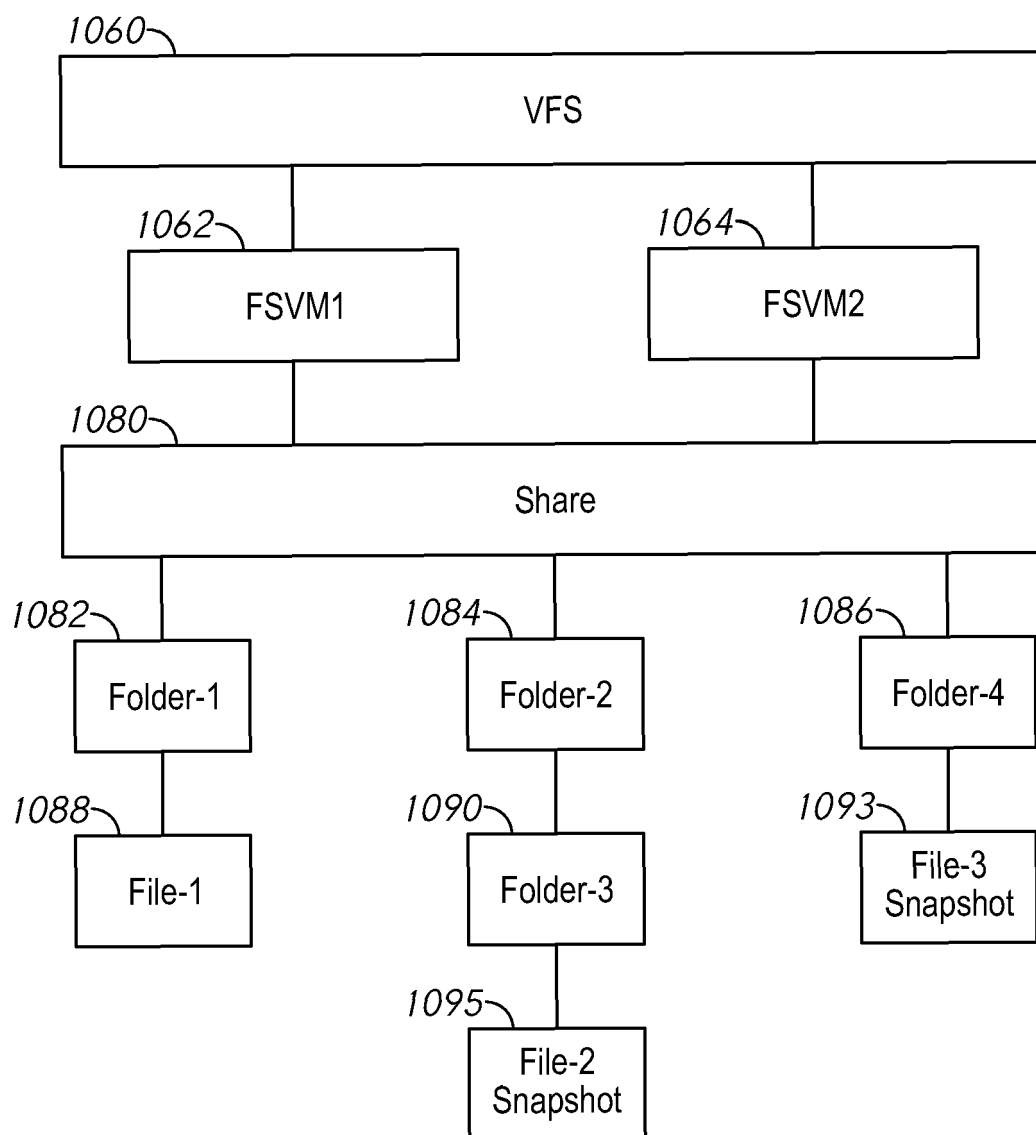 1060
VFS
1062
1064
FSVM1
FSVM2
1080
Share
1082
1084
1086
Folder-1
Folder-2
Folder-4
1088
1090
1093
File-1
Folder-3
File-3
Snapshot
1095
File-2
Snapshot